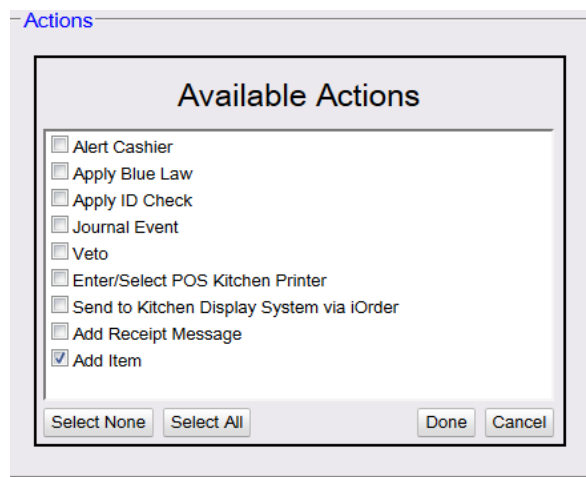 Actions
Available Actions
Alert Cashier
Apply Blue Law
Apply ID Check
Journal Event
Veto
Enter/Select POS Kitchen Printer
Send to Kitchen Display System via iOrder
Add Receipt Message
Add Item
Select None Select All Done Cancel